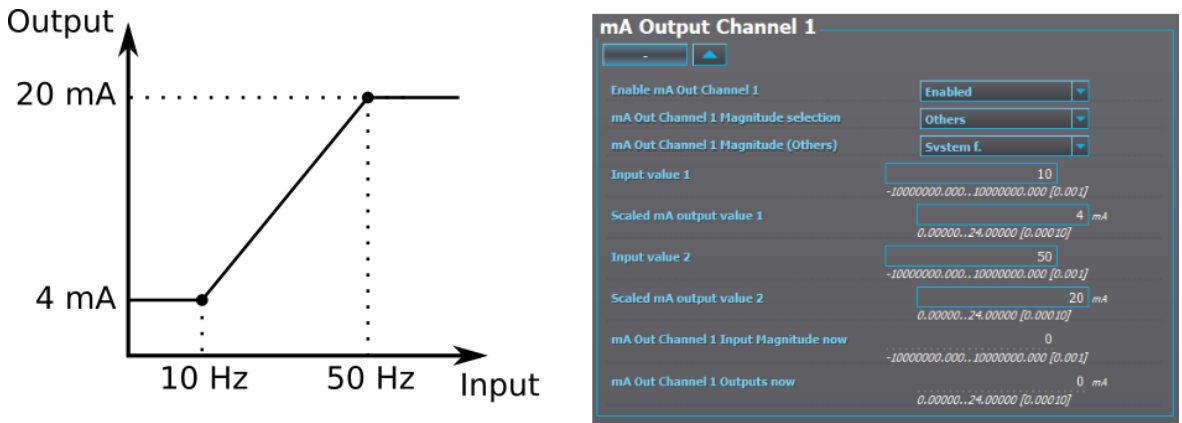 Output
20 mA
4 mA
10 Hz
50 Hz
Input
mA Output Channel 1
-
Enable mA Out Channel 1
Enabled
mA Out Channel 1 Magnitude selection
Others
mA Out Channel 1 Magnitude (Others)
System f.
Input value 1
10
-10000000.000..10000000.000 [0.001]
Scaled mA output value 1
4 mA
0.00000..24.00000 [0.00010]
Input value 2
50
-10000000.000..10000000.000 [0.001]
Scaled mA output value 2
20 mA
0.00000..24.00000 [0.00010]
mA Out Channel 1 Input Magnitude now
0
-10000000.000..10000000.000 [0.001]
mA Out Channel 1 Outputs now
0 mA
0.00000..24.00000 [0.00010]